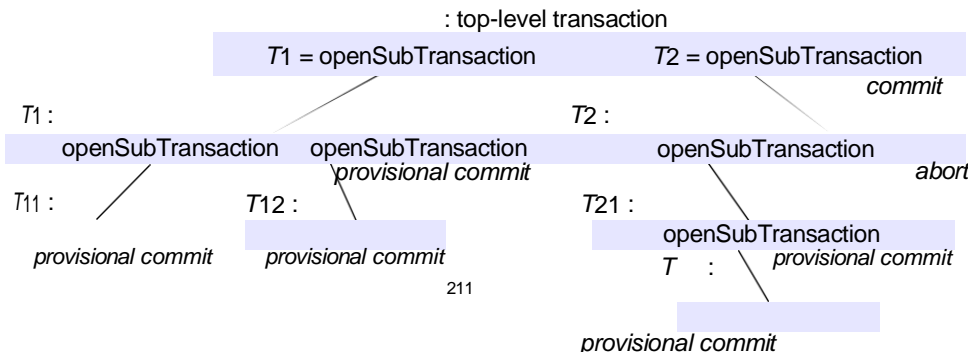 : top-level transaction
T1 = openSubTransaction T2 = openSubTransaction
commit
T1 : T2 :
openSubTransaction openSubTransaction openSubTransaction
provisional commit abort
T11 : T12 : T21 :
openSubTransaction
provisional commit provisional commit provisional commit
T :
211
provisional commit